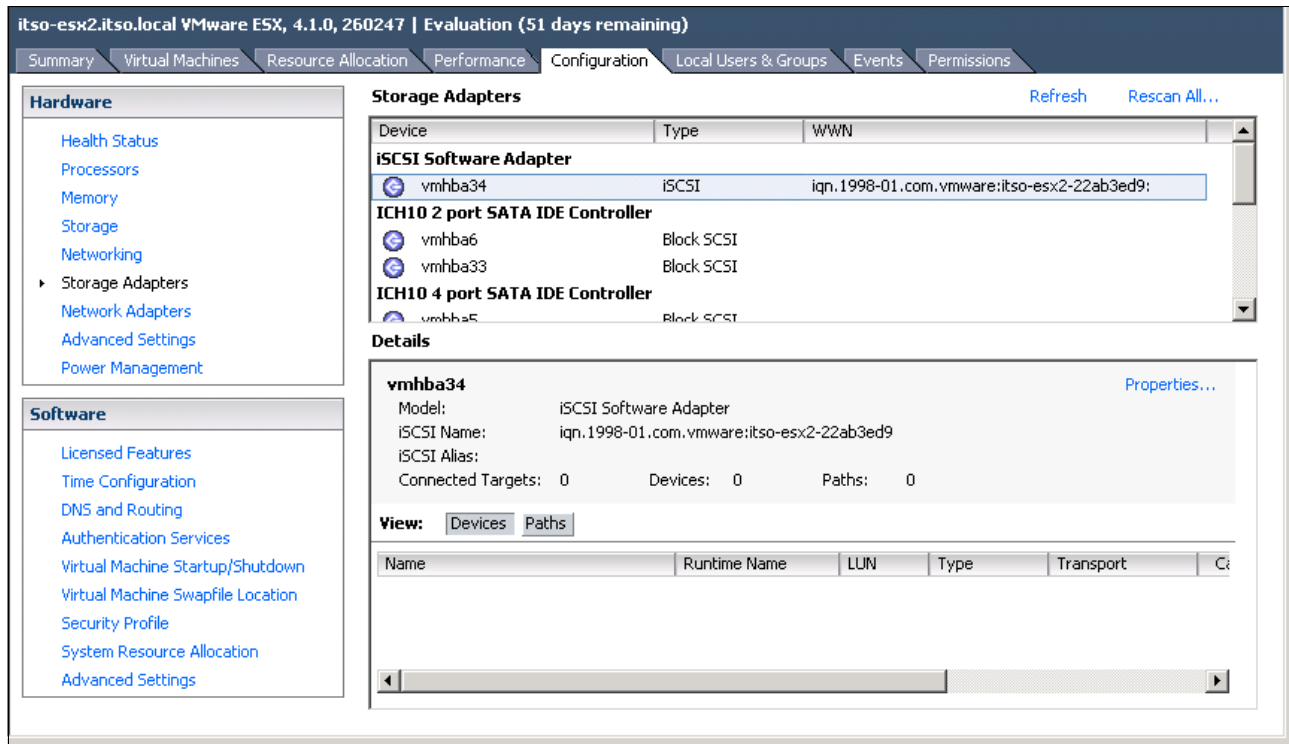 itso-esx2.itso.local VMware ESX, 4.1.0, 260247 | Evaluation (51 days remaining)
Summary Virtual Machines Resource Allocation Performance Configuration Local Users & Groups Events Permissions
Hardware
Health Status
Processors
Memory
Storage
Networking
Storage Adapters
Network Adapters
Advanced Settings
Power Management
Software
Licensed Features
Time Configuration
DNS and Routing
Authentication Services
Virtual Machine Startup/Shutdown
Virtual Machine Swapfile Location
Security Profile
System Resource Allocation
Advanced Settings
Storage Adapters Refresh Rescan All...
Device Type WWN
iSCSI Software Adapter
vmhba34 iSCSI iqn.1998-01.com.vmware:itso-esx2-22ab3ed9:
ICH10 2 port SATA IDE Controller
vmhba6 Block SCSI
vmhba33 Block SCSI
ICH10 4 port SATA IDE Controller
vmhba5 Block SCSI
Details
vmhba34 Properties...
Model: iSCSI Software Adapter
iSCSI Name: iqn.1998-01.com.vmware:itso-esx2-22ab3ed9
iSCSI Alias:
Connected Targets: 0 Devices: 0 Paths: 0
View: Devices Paths
Name Runtime Name LUN Type Transport